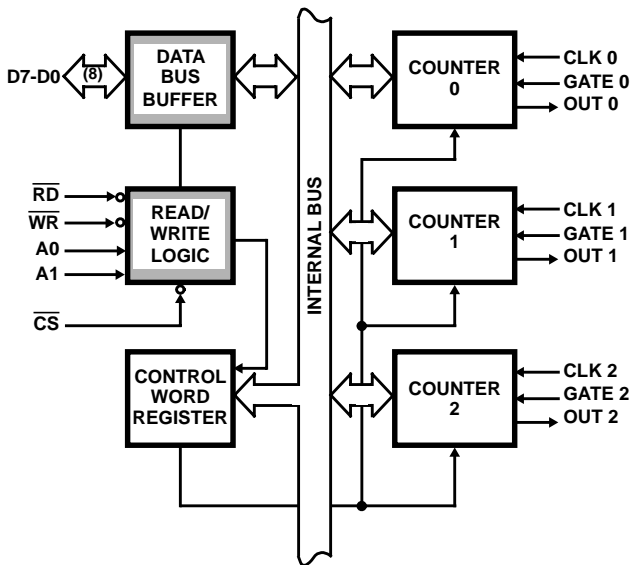 D7-D0
(8)
DATA
BUS
BUFFER
RD
WR
A0
A1
CS
READ/
WRITE
LOGIC
CONTROL
WORD
REGISTER
INTERNAL BUS
COUNTER
0
CLK 0
GATE 0
OUT 0
COUNTER
1
CLK 1
GATE 1
OUT 1
COUNTER
2
CLK 2
GATE 2
OUT 2